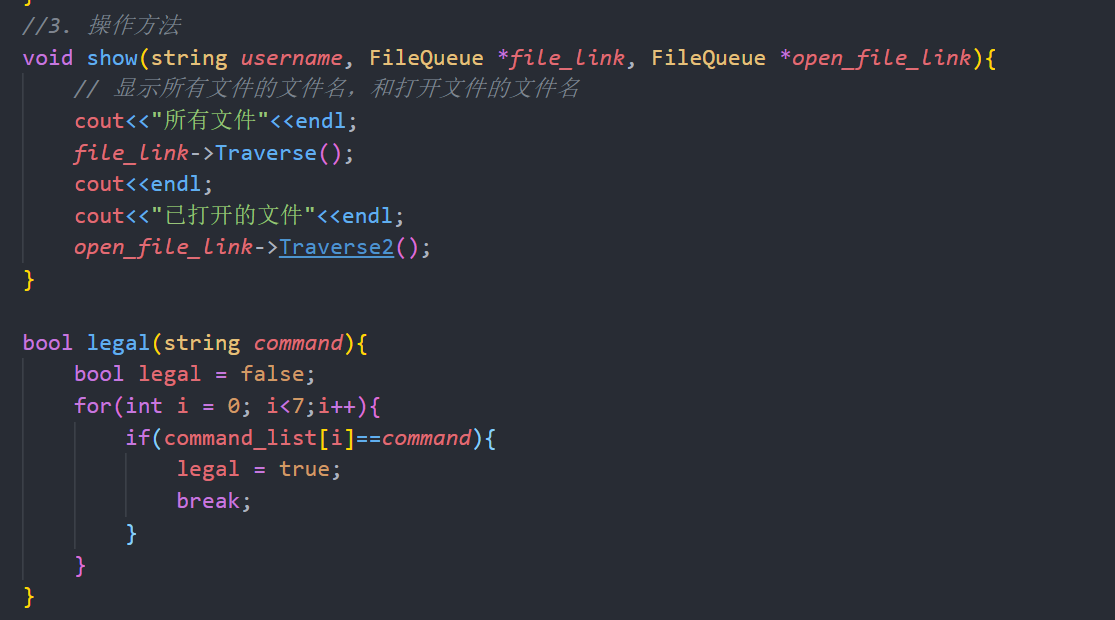 }
//3. 操作方法
void show(string username, FileQueue *file_link, FileQueue *open_file_link){
    // 显示所有文件的文件名，和打开文件的文件名
    cout<<"所有文件"<<endl;
    file_link->Traverse();
    cout<<endl;
    cout<<"已打开的文件"<<endl;
    open_file_link->Traverse2();
}

bool legal(string command){
    bool legal = false;
    for(int i = 0; i<7;i++){
        if(command_list[i]==command){
            legal = true;
            break;
        }
    }
}